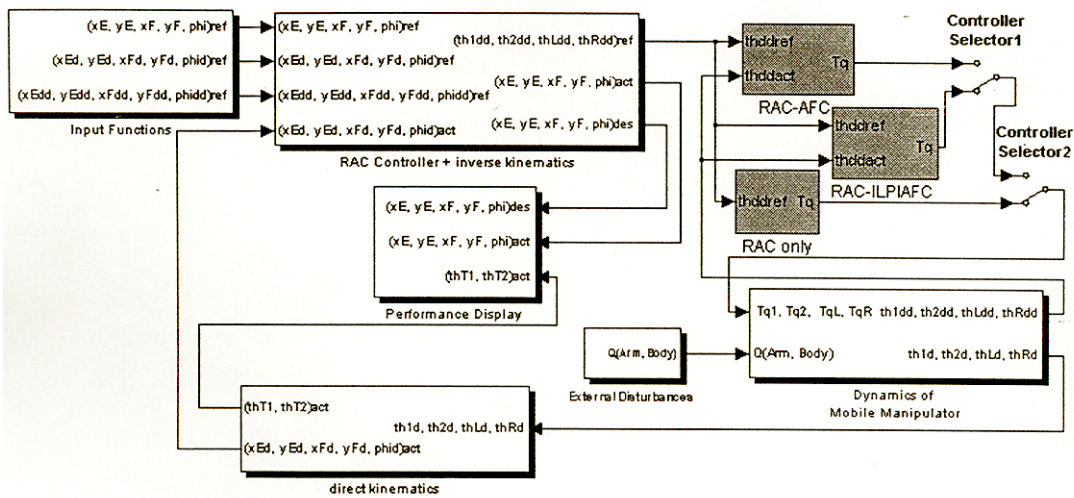 (xE, yE, xF, yF, phi)ref
(xEd, yEd, xFd, yFd, phid)ref
(xEdd, yEdd, xFdd, yFdd, phidd)ref
Input Functions
(xE, yE, xF, yF, phi)ref
(th1dd, th2dd, thLdd, thRdd)ref
(xEd, yEd, xFd, yFd, phid)ref
(xE, yE, xF, yF, phi)act
(xEdd, yEdd, xFdd, yFdd, phidd)ref
(xE, yE, xF, yF, phi)des
(xEd, yEd, xFd, yFd, phid)act
RAC Controller + inverse kinematics
thddref
Tq
thddact
RAC-AFC
Controller
Selector1
thddref
Tq
thddact
RAC-ILPIAFC
Controller
Selector2
thddref Tq
RAC only
(xE, yE, xF, yF, phi)des
(xE, yE, xF, yF, phi)act
(thT1, thT2)act
Performance Display
Q(Arm, Body)
External Disturbances
Tq1, Tq2, TqL, TqR th1dd, th2dd, thLdd, thRdd
Q(Arm, Body)
th1d, th2d, thLd, thRd
Dynamics of
Mobile Manipulator
(thT1, thT2)act
th1d, th2d, thLd, thRd
(xEd, yEd, xFd, yFd, phid)act
direct kinematics